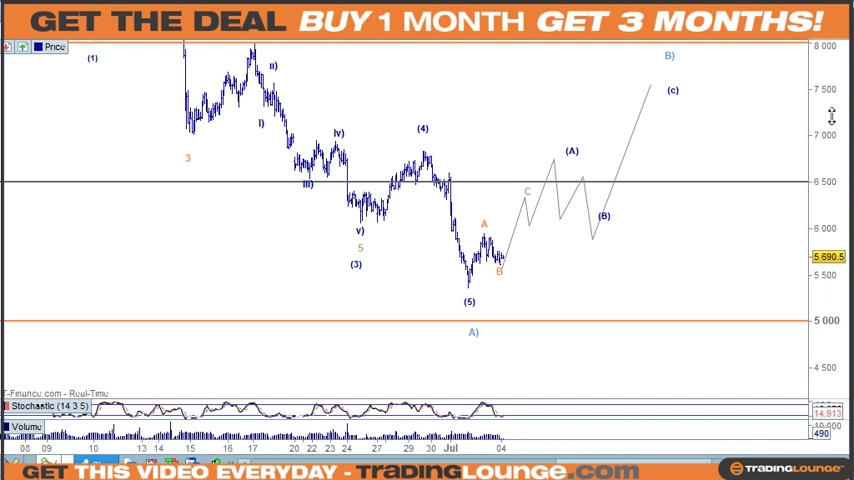 GET THE DEAL BUY 1 MONTH GET 3 MONTHS!
Price
(1)
B)
8 000
ii)
(c)
7 500
i)
iv)
(4)
(A)
7 000
3
iii)
C
6 500
v)
A
(B)
6 000
5
(3)
B
5 690.5
5 500
(5)
A)
5 000
4 500
T-Finance.com - Real-Time
Stochastic (14 3 5)
14.913
Volume
10 000
490
08 09 10 13 14 15 16 17 20 22 23 24 27 29 30 Jul 04
GET THIS VIDEO EVERYDAY - TRADINGLOUNGE.com
TRADINGLOUNGE